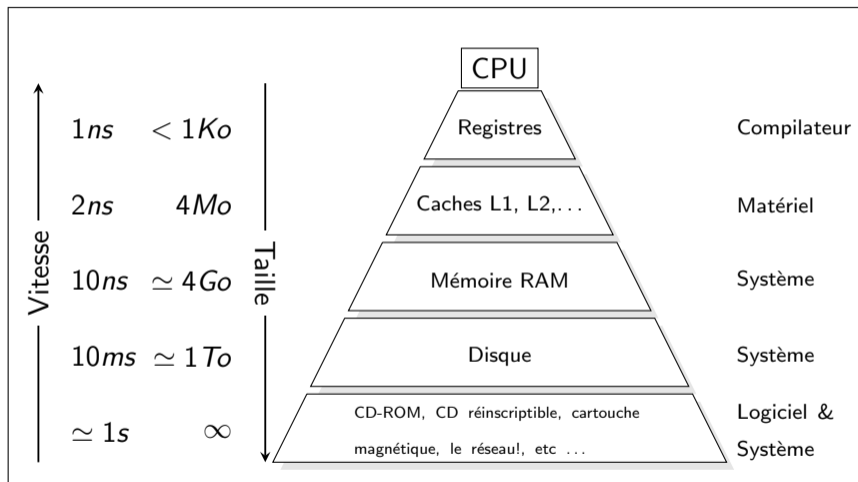 CPU
Vitesse
Taille
1ns < 1Ko Registres Compilateur
2ns 4Mo Caches L1, L2,... Matériel
10ns ≃ 4Go Mémoire RAM Système
10ms ≃ 1To Disque Système
≃ 1s ∞
CD-ROM, CD réinscriptible, cartouche
magnétique, le réseau!, etc ...
Logiciel &
Système